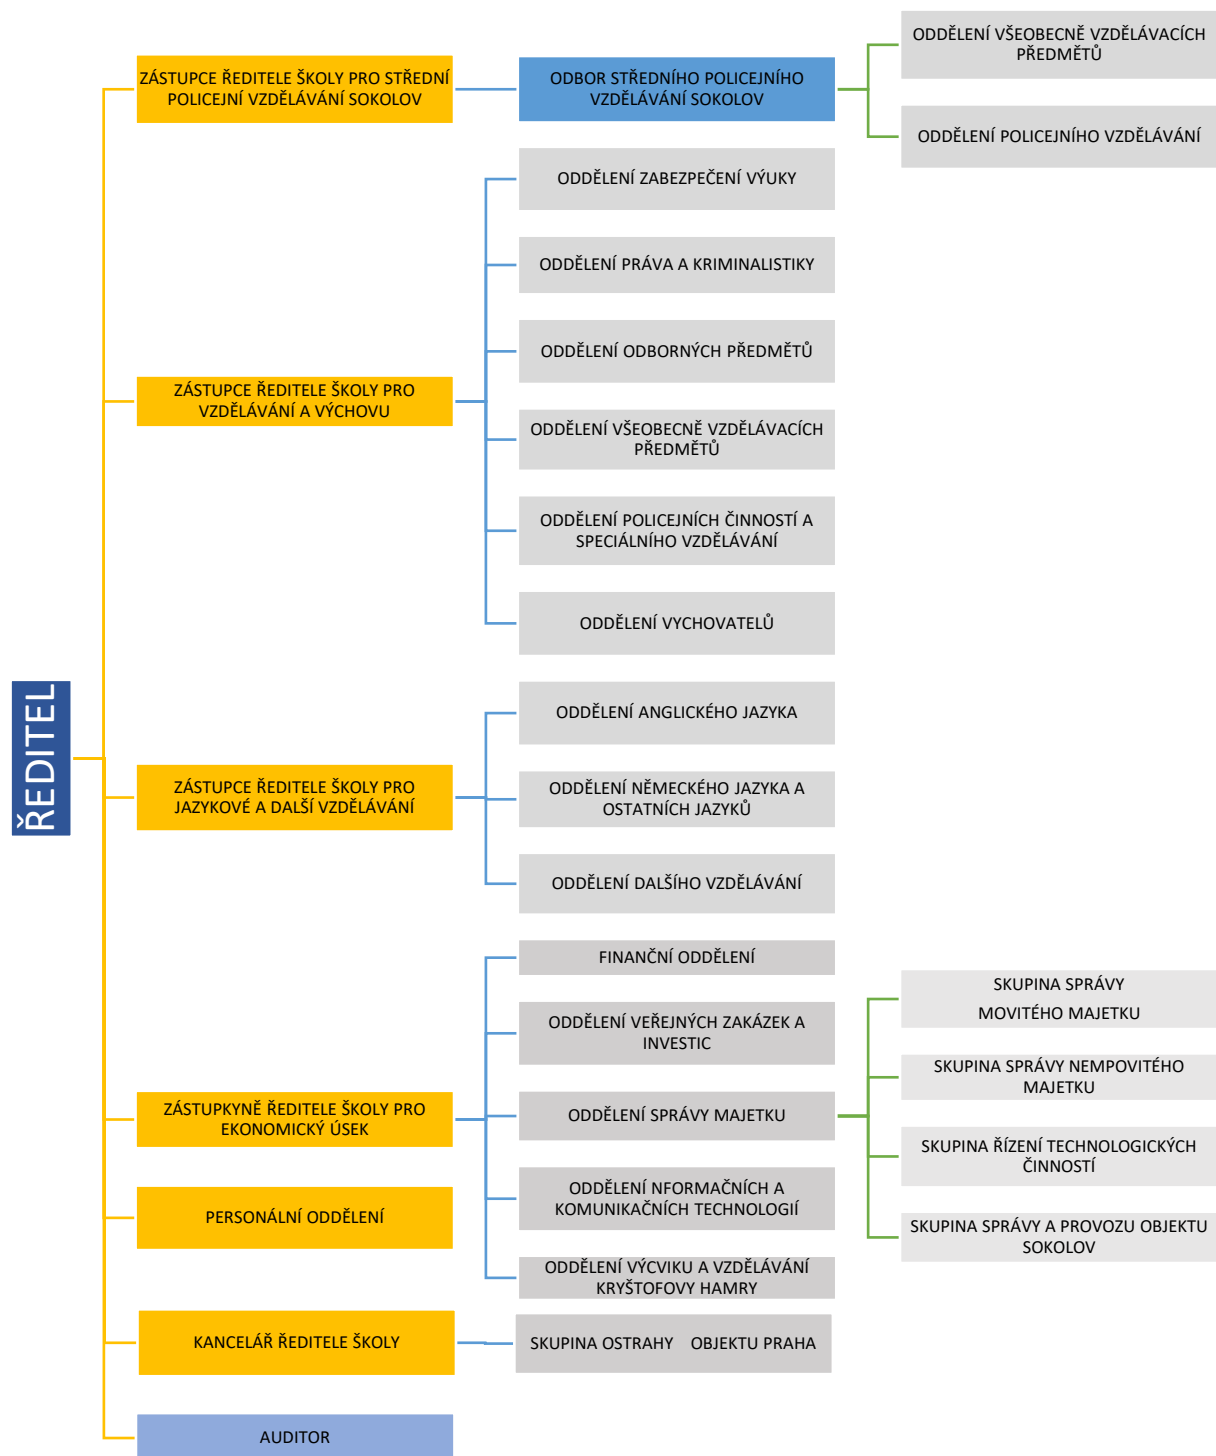 ŘEDITEL
ZÁSTUPCE ŘEDITELE ŠKOLY PRO STŘEDNÍ
POLICEJNÍ VZDĚLÁVÁNÍ SOKOLOV
ODBOR STŘEDNÍHO POLICEJNÍHO
VZDĚLÁVÁNÍ SOKOLOV
ODDĚLENÍ VŠEOBECNĚ VZDĚLÁVACÍCH
PŘEDMĚTŮ
ODDĚLENÍ POLICEJNÍHO VZDĚLÁVÁNÍ
ZÁSTUPCE ŘEDITELE ŠKOLY PRO
VZDĚLÁVÁNÍ A VÝCHOVU
ODDĚLENÍ ZABEZPEČENÍ VÝUKY
ODDĚLENÍ PRÁVA A KRIMINALISTIKY
ODDĚLENÍ ODBORNÝCH PŘEDMĚTŮ
ODDĚLENÍ VŠEOBECNĚ VZDĚLÁVACÍCH
PŘEDMĚTŮ
ODDĚLENÍ POLICEJNÍCH ČINNOSTÍ A
SPECIÁLNÍHO VZDĚLÁVÁNÍ
ODDĚLENÍ VYCHOVATELŮ
ZÁSTUPCE ŘEDITELE ŠKOLY PRO
JAZYKOVÉ A DALŠÍ VZDĚLÁVÁNÍ
ODDĚLENÍ ANGLICKÉHO JAZYKA
ODDĚLENÍ NĚMECKÉHO JAZYKA A
OSTATNÍCH JAZYKŮ
ODDĚLENÍ DALŠÍHO VZDĚLÁVÁNÍ
ZÁSTUPKYNĚ ŘEDITELE ŠKOLY PRO
EKONOMICKÝ ÚSEK
FINANČNÍ ODDĚLENÍ
ODDĚLENÍ VEŘEJNÝCH ZAKÁZEK A
INVESTIC
ODDĚLENÍ SPRÁVY MAJETKU
SKUPINA SPRÁVY
MOVITÉHO MAJETKU
SKUPINA SPRÁVY NEMPOVITÉHO
MAJETKU
SKUPINA ŘÍZENÍ TECHNOLOGICKÝCH
ČINNOSTÍ
SKUPINA SPRÁVY A PROVOZU OBJEKTU
SOKOLOV
ODDĚLENÍ NFORMAČNÍCH A
KOMUNIKAČNÍCH TECHNOLOGIÍ
ODDĚLENÍ VÝCVIKU A VZDĚLÁVÁNÍ
KRYŠTOFOVY HAMRY
PERSONÁLNÍ ODDĚLENÍ
KANCELÁŘ ŘEDITELE ŠKOLY
SKUPINA OSTRAHY OBJEKTU PRAHA
AUDITOR